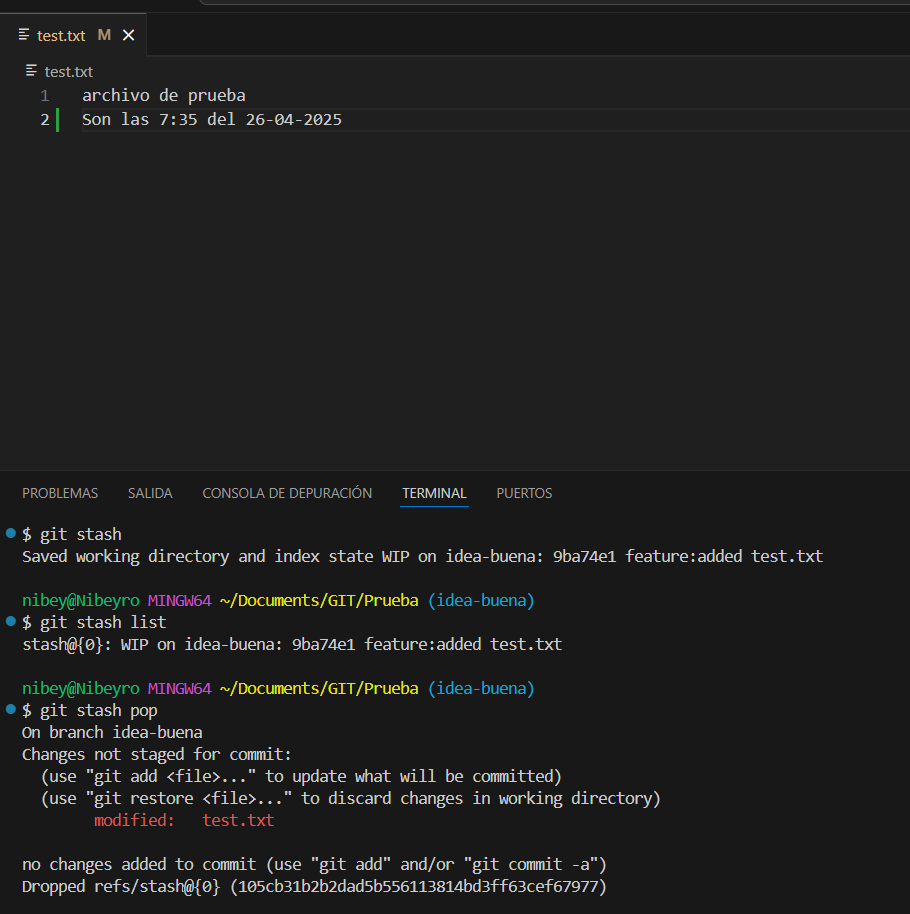 test.txt M
test.txt
1 archivo de prueba
2 Son las 7:35 del 26-04-2025
PROBLEMAS SALIDA CONSOLA DE DEPURACIÓN TERMINAL PUERTOS
$ git stash
Saved working directory and index state WIP on idea-buena: 9ba74e1 feature:added test.txt
nibey@Nibeyro MINGW64 ~/Documents/GIT/Prueba (idea-buena)
$ git stash list
stash@{0}: WIP on idea-buena: 9ba74e1 feature:added test.txt
nibey@Nibeyro MINGW64 ~/Documents/GIT/Prueba (idea-buena)
$ git stash pop
On branch idea-buena
Changes not staged for commit:
  (use "git add <file>..." to update what will be committed)
  (use "git restore <file>..." to discard changes in working directory)
        modified:   test.txt
no changes added to commit (use "git add" and/or "git commit -a")
Dropped refs/stash@{0} (105cb31b2b2dad5b556113814bd3ff63cef67977)